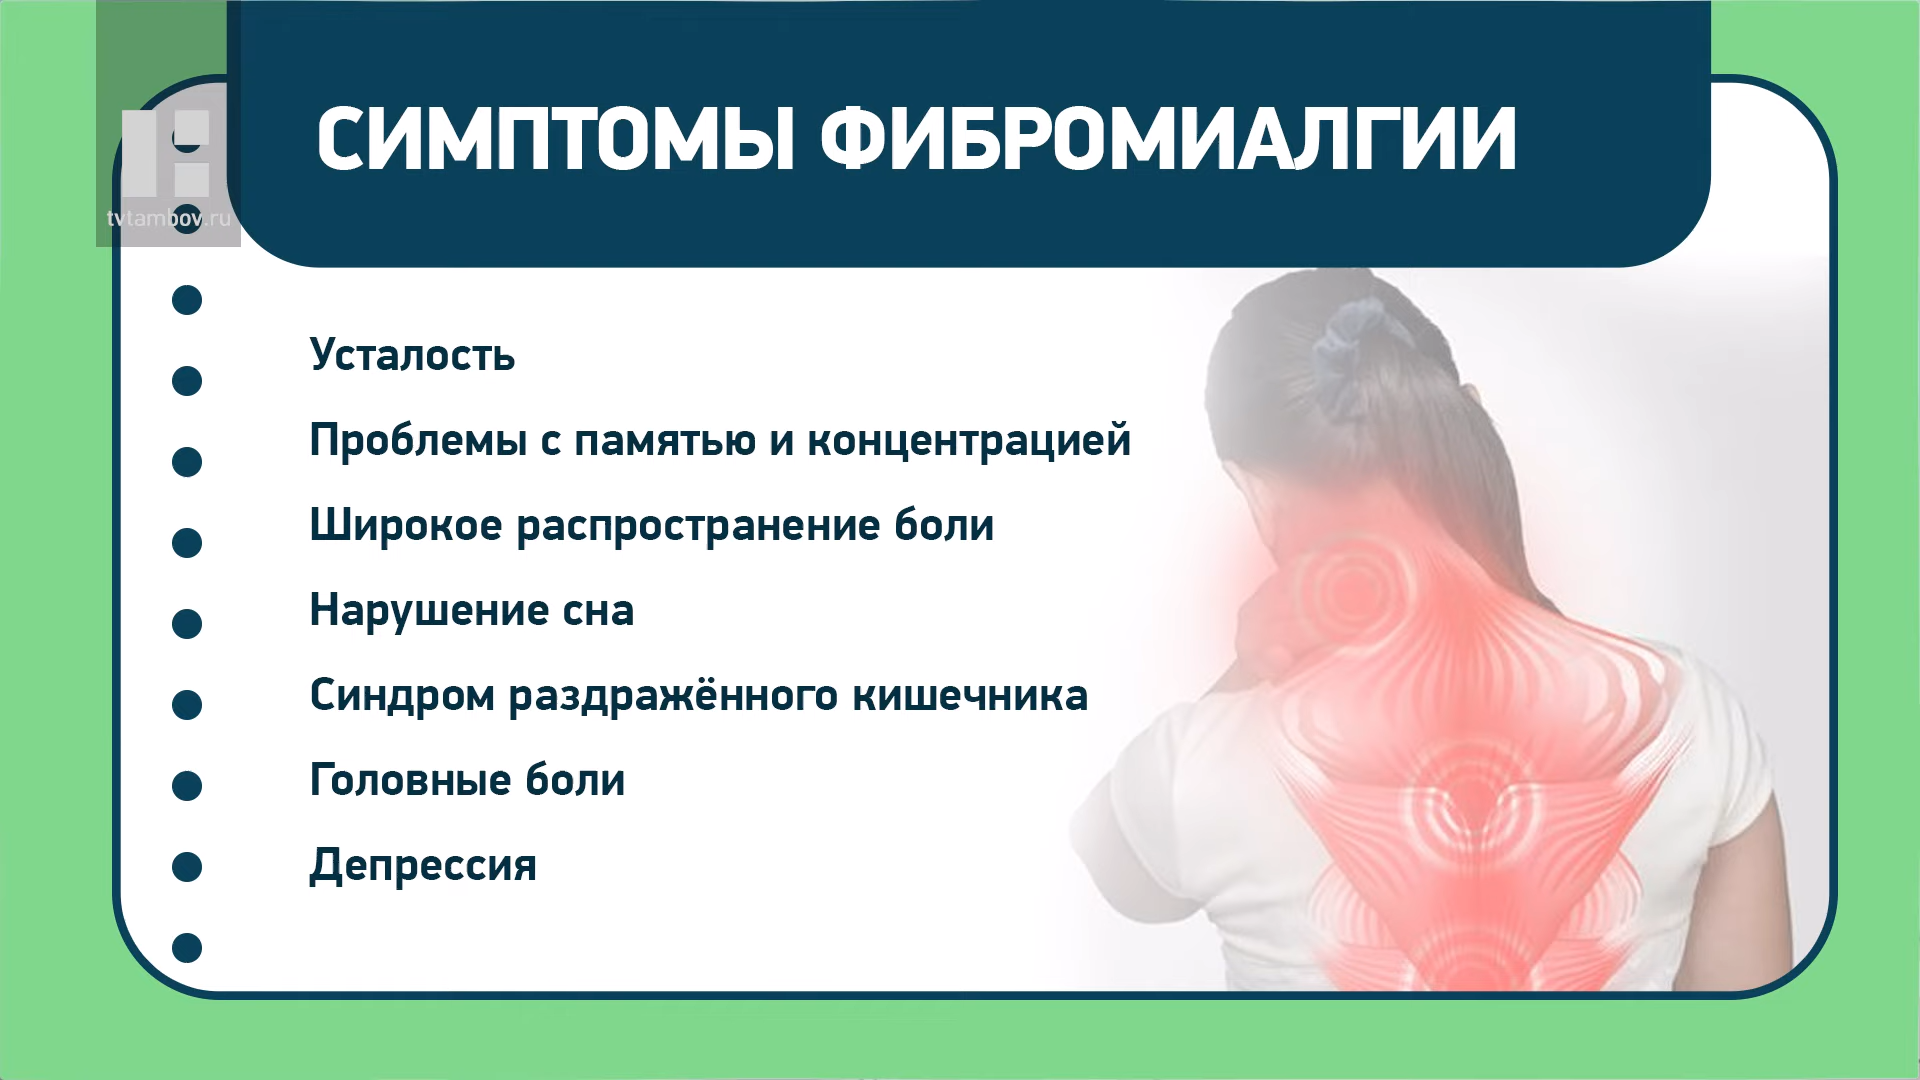 СИМПТОМЫ ФИБРОМИАЛГИИ
tvtambov.ru
Усталость
Проблемы с памятью и концентрацией
Широкое распространение боли
Нарушение сна
Синдром раздражённого кишечника
Головные боли
Депрессия